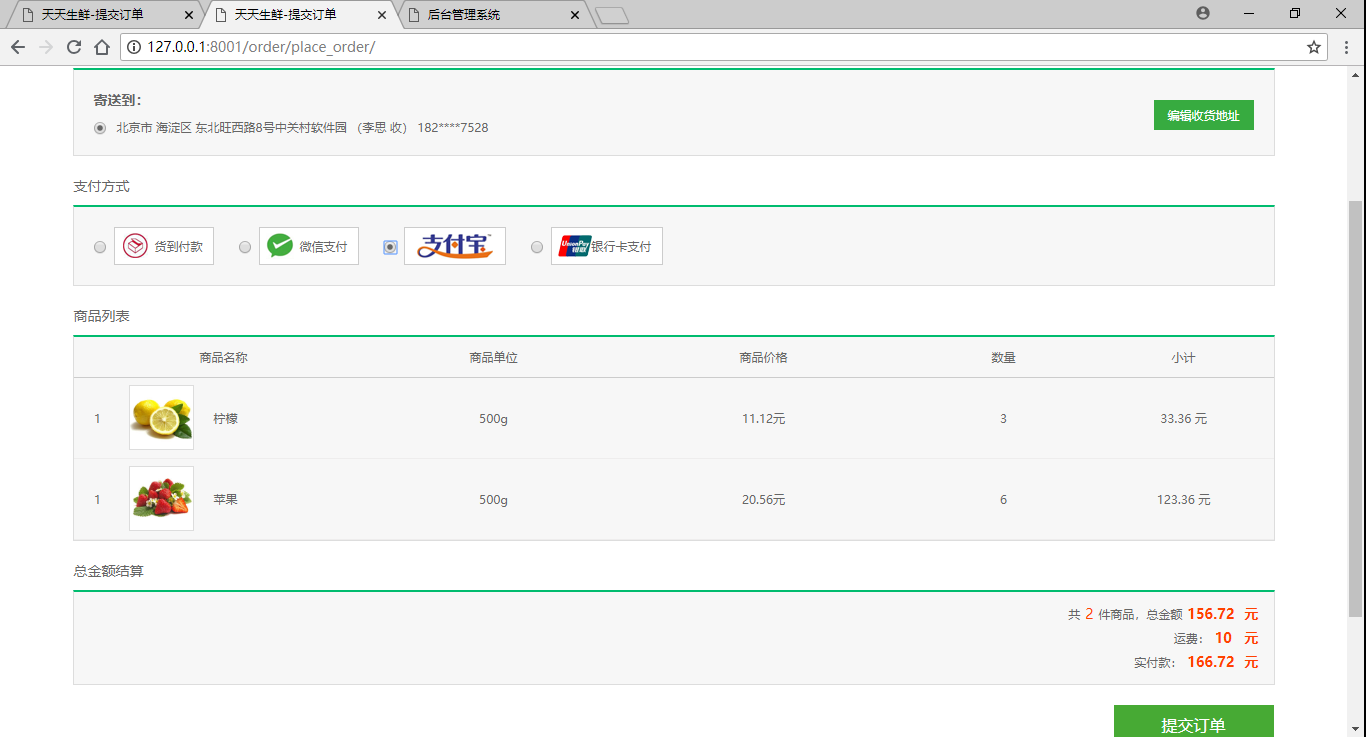 天天生鲜-提交订单
天天生鲜-提交订单
后台管理系统
127.0.0.1:8001/order/place_order/
寄送到：
北京市 海淀区 东北旺西路8号中关村软件园 （李思 收） 182****7528
编辑收货地址
支付方式
货到付款 微信支付 支付宝™ UnionPay 银联 银行卡支付
商品列表
商品名称 商品单位 商品价格 数量 小计
1 柠檬 500g 11.12元 3 33.36 元
1 苹果 500g 20.56元 6 123.36 元
总金额结算
共 2 件商品，总金额 156.72 元
运费： 10 元
实付款： 166.72 元
提交订单